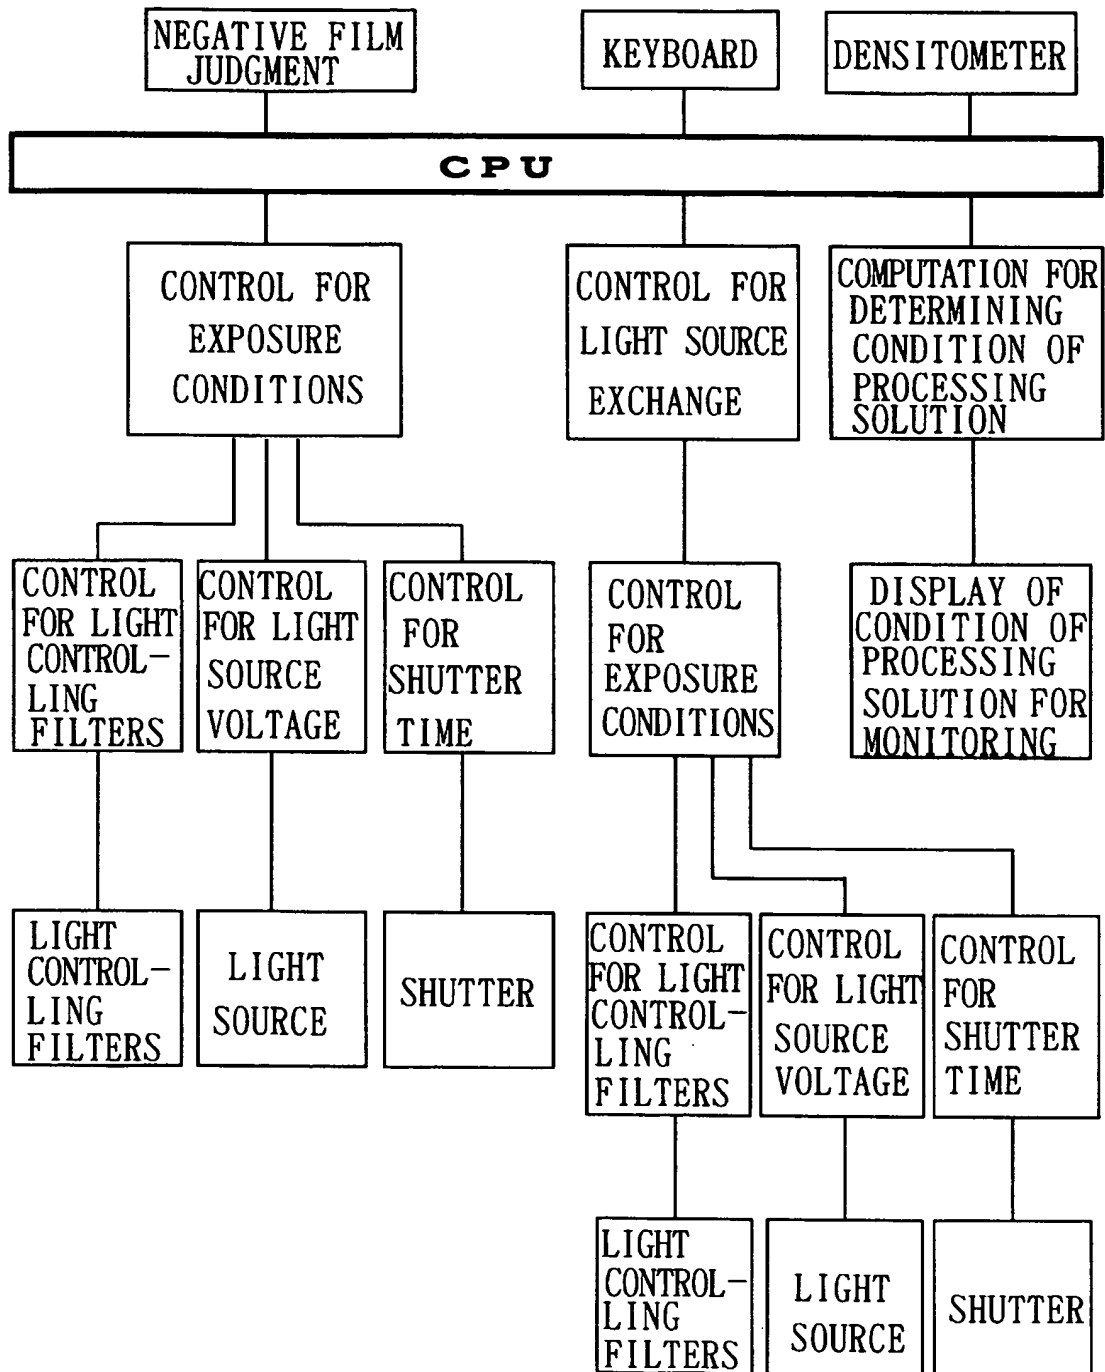 NEGATIVE FILM
JUDGMENT
KEYBOARD
DENSITOMETER
CPU
CONTROL FOR
EXPOSURE
CONDITIONS
CONTROL FOR
LIGHT SOURCE
EXCHANGE
COMPUTATION FOR
DETERMINING
CONDITION OF
PROCESSING
SOLUTION
CONTROL
FOR LIGHT
CONTROL-
LING
FILTERS
CONTROL
FOR LIGHT
SOURCE
VOLTAGE
CONTROL
FOR
SHUTTER
TIME
CONTROL
FOR
EXPOSURE
CONDITIONS
DISPLAY OF
CONDITION OF
PROCESSING
SOLUTION FOR
MONITORING
LIGHT
CONTROL-
LING
FILTERS
LIGHT
SOURCE
SHUTTER
CONTROL
FOR LIGHT
CONTROL-
LING
FILTERS
CONTROL
FOR LIGHT
SOURCE
VOLTAGE
CONTROL
FOR
SHUTTER
TIME
LIGHT
CONTROL-
LING
FILTERS
LIGHT
SOURCE
SHUTTER